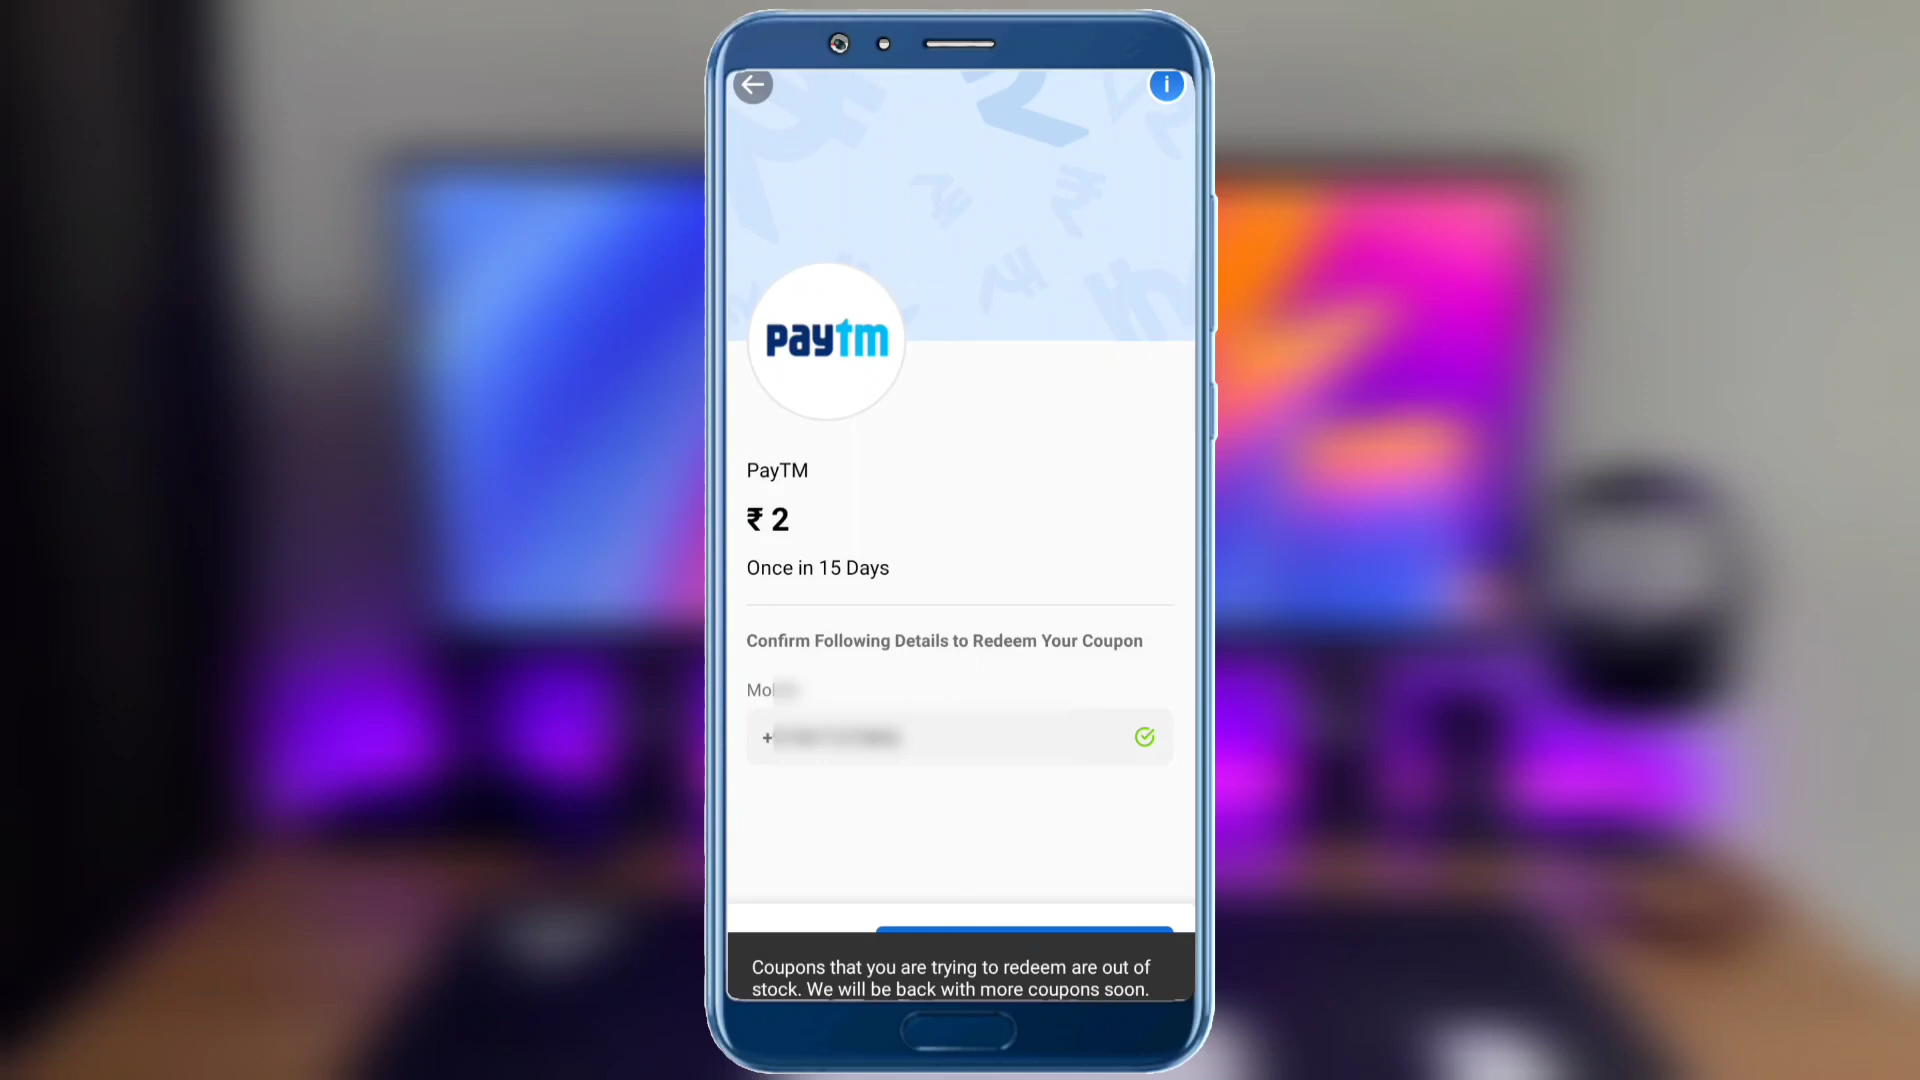 i
paytm
PayTM
₹ 2
Once in 15 Days
Confirm Following Details to Redeem Your Coupon
+
Coupons that you are trying to redeem are out of
stock. We will be back with more coupons soon.